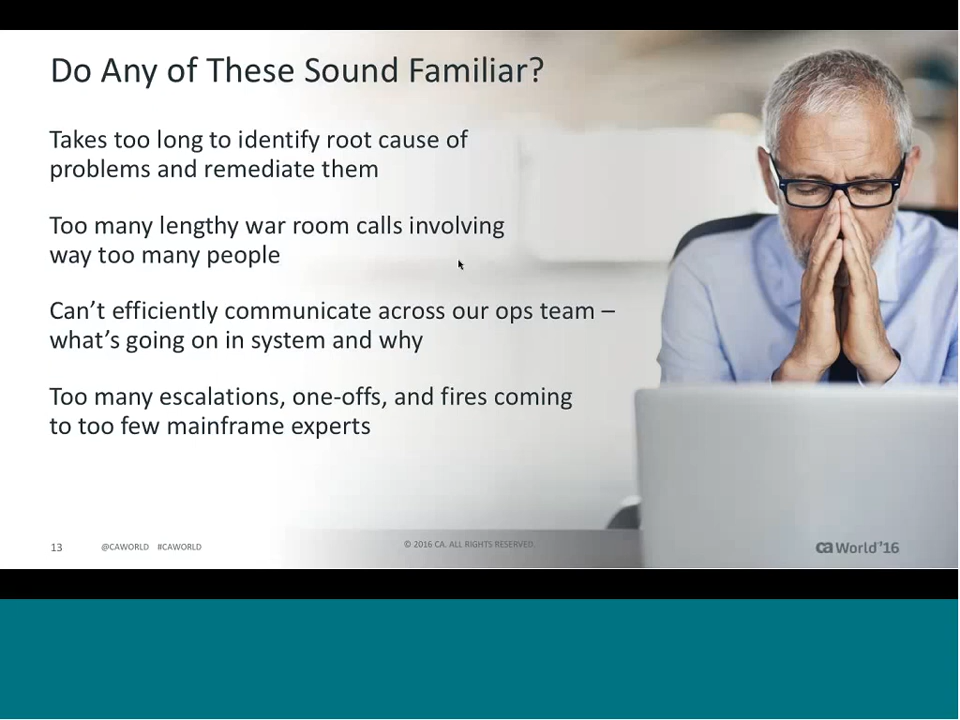 Do Any of These Sound Familiar?
Takes too long to identify root cause of
problems and remediate them
Too many lengthy war room calls involving
way too many people
Can’t efficiently communicate across our ops team –
what’s going on in system and why
Too many escalations, one-offs, and fires coming
to too few mainframe experts
13 @CAWORLD #CAWORLD © 2016 CA. ALL RIGHTS RESERVED. ca World’16